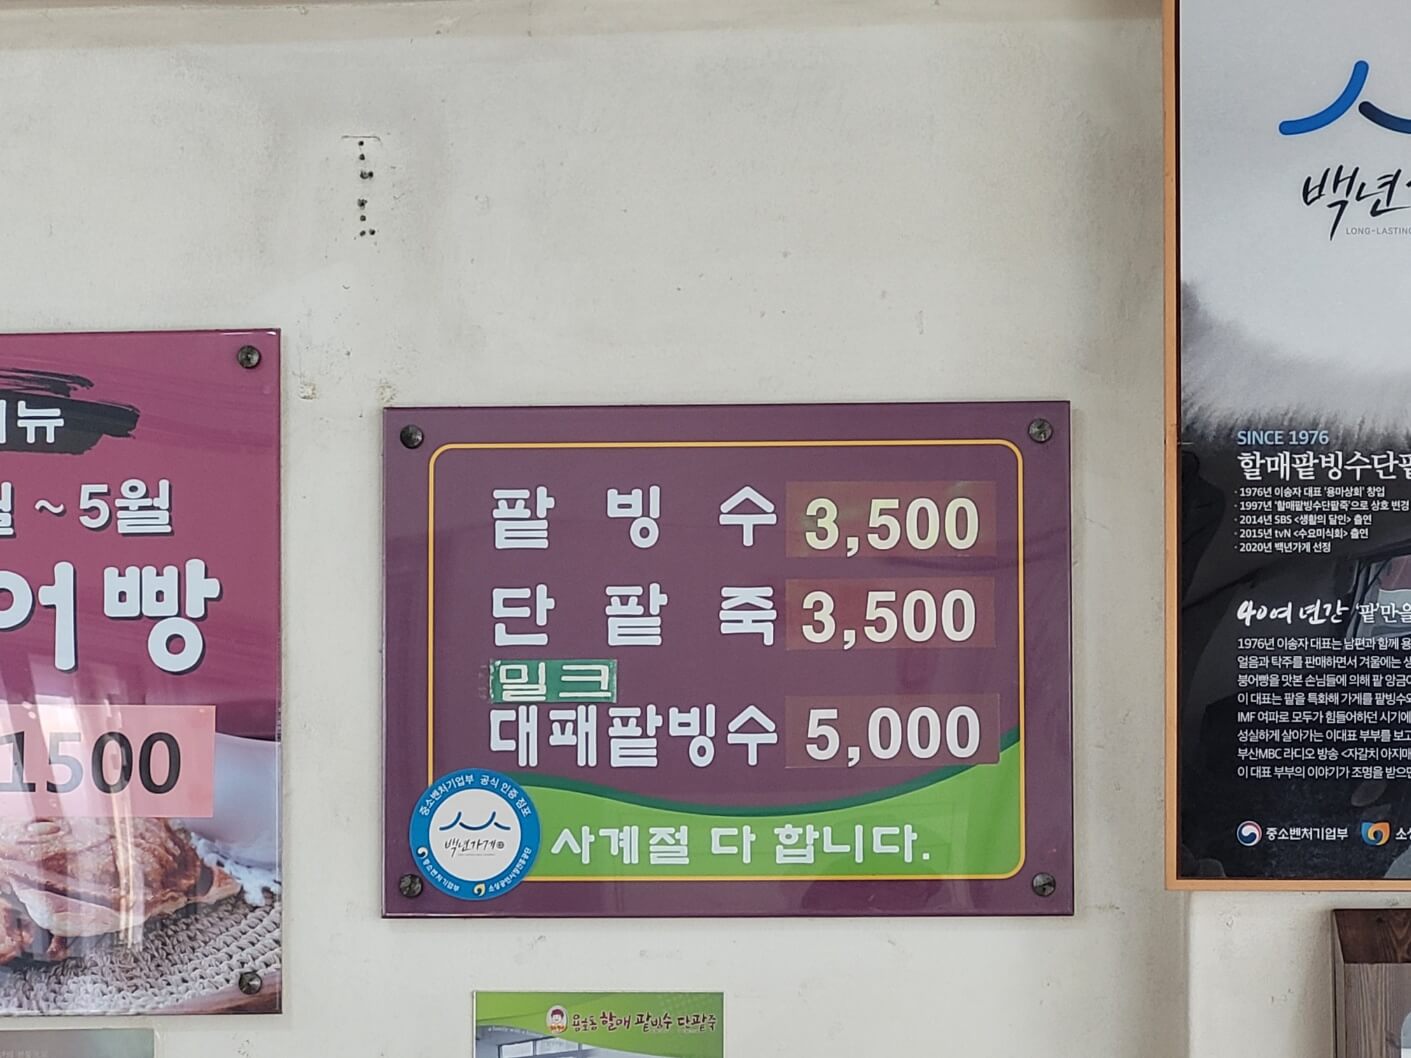 뉴
~5월
어빵
1500
팥 빙 수 3,500
단 팥 죽 3,500
밀크
대패팥빙수 5,000
중소벤처기업부 공식 인증 점포
백년가게
중소벤처기업부 소상공인시장진흥공단
사계절 다 합니다.
용호동 할매 팥빙수 단팥죽
백년
LONG-LASTING
SINCE 1976
할매팥빙수단팥
· 1976년 이송자 대표 '용마상회' 창업
· 1997년 '할매팥빙수단팥죽'으로 상호 변경
· 2014년 SBS <생활의 달인> 출연
· 2015년 tvN <수요미식회> 출연
· 2020년 백년가게 선정
40여 년간 '팥'만을
1976년 이송자 대표는 남편과 함께 용
얼음과 탁주를 판매하면서 겨울에는
붕어빵을 맛본 손님들에 의해 팥 앙금이
이 대표는 팥을 특화해 가게를 팥빙수와
IMF 여파로 모두가 힘들어하던 시기에
성실하게 살아가는 이대표 부부를 보고
부산MBC 라디오 방송 <자갈치 아지매
이 대표 부부의 이야기가 조명을 받으면
중소벤처기업부 소상